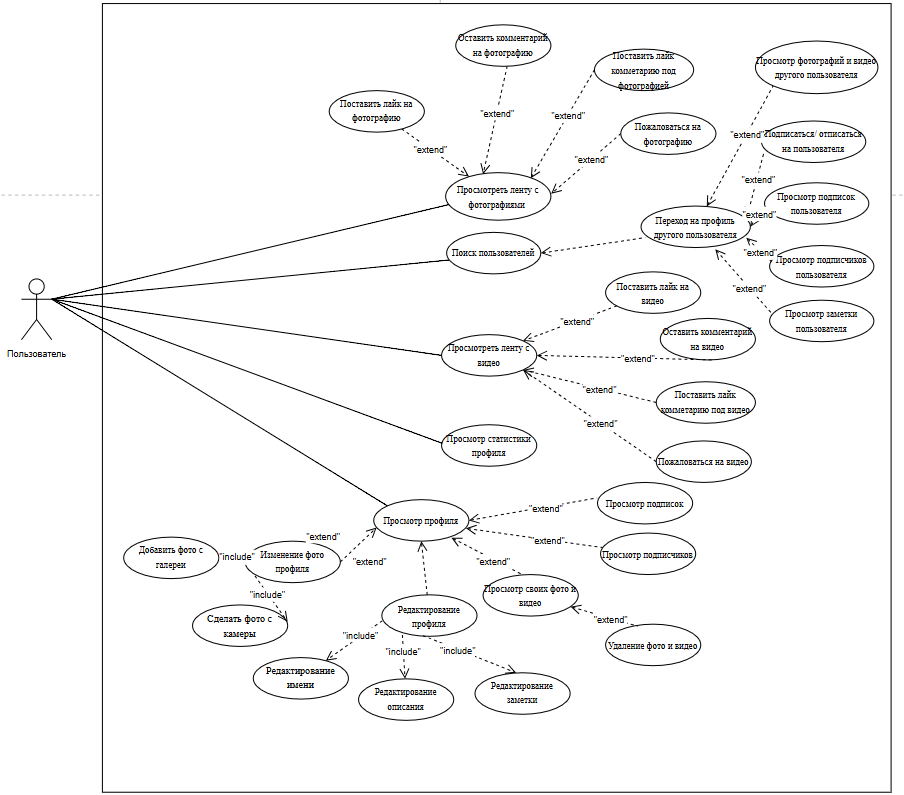 Оставить комментарий
на фотографию
Поставить лайк
комметарию под
фотографией
Просмотр фотографий и видео
другого пользователя
Поставить лайк на
фотографию
"extend"
"extend"
"extend"
Пожаловаться на
фотографию
"extend"
Подписаться/ отписаться
на пользователя
"extend"
"extend"
Просмотреть ленту с
фотографиями
"extend"
Просмотр подписок
пользователя
"extend"
Переход на профиль
другого пользователя
Поиск пользователей
"extend"
Просмотр подписчиков
пользователя
"extend"
Поставить лайк на
видео
Просмотр заметки
пользователя
"extend"
Оставить комментарий
на видео
Пользователь
Просмотреть ленту с
видео
"extend"
"extend"
Поставить лайк
комметарию под видео
"extend"
Просмотр статистики
профиля
Пожаловаться на видео
"extend"
Просмотр подписок
Просмотр профиля
"extend"
"extend"
Просмотр подписчиков
Добавить фото с
галереи
"include"
Изменение фото
профиля
"extend"
"extend"
"include"
Просмотр своих фото и
видео
Сделать фото с
камеры
Редактирование
профиля
"extend"
Удаление фото и видео
"include"
"include"
"include"
Редактирование
имени
Редактирование
описания
Редактирование
заметки